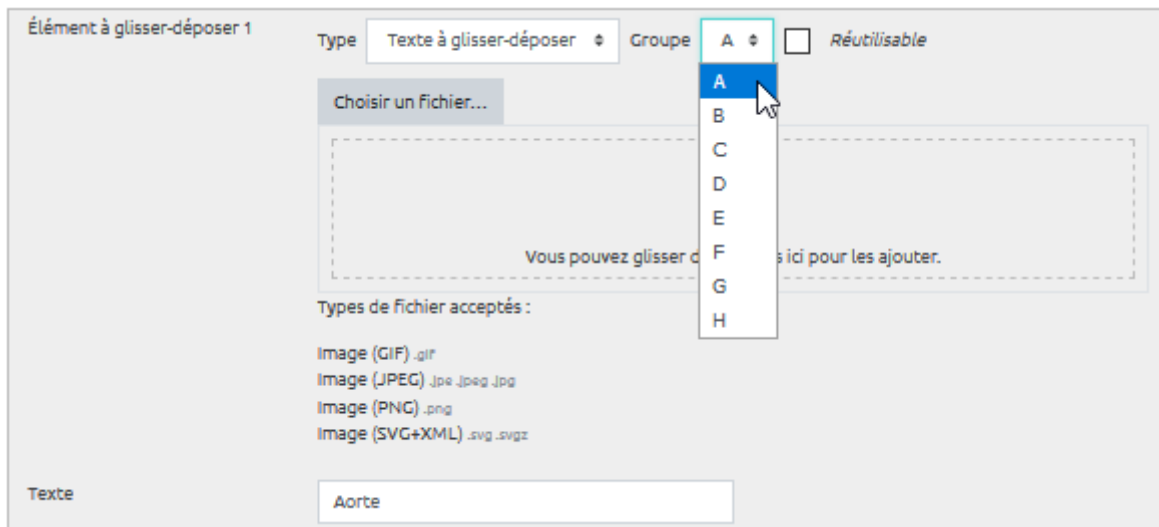 Élément à glisser-déposer 1
Type Texte à glisser-déposer Groupe A Réutilisable
A
Choisir un fichier...
B
C
D
E
Vous pouvez glisser d s ici pour les ajouter.
F
G
Types de fichier acceptés :
H
Image (GIF) .gif
Image (JPEG) .jpe .jpeg .jpg
Image (PNG) .png
Image (SVG+XML) .svg .svgz
Texte
Aorte